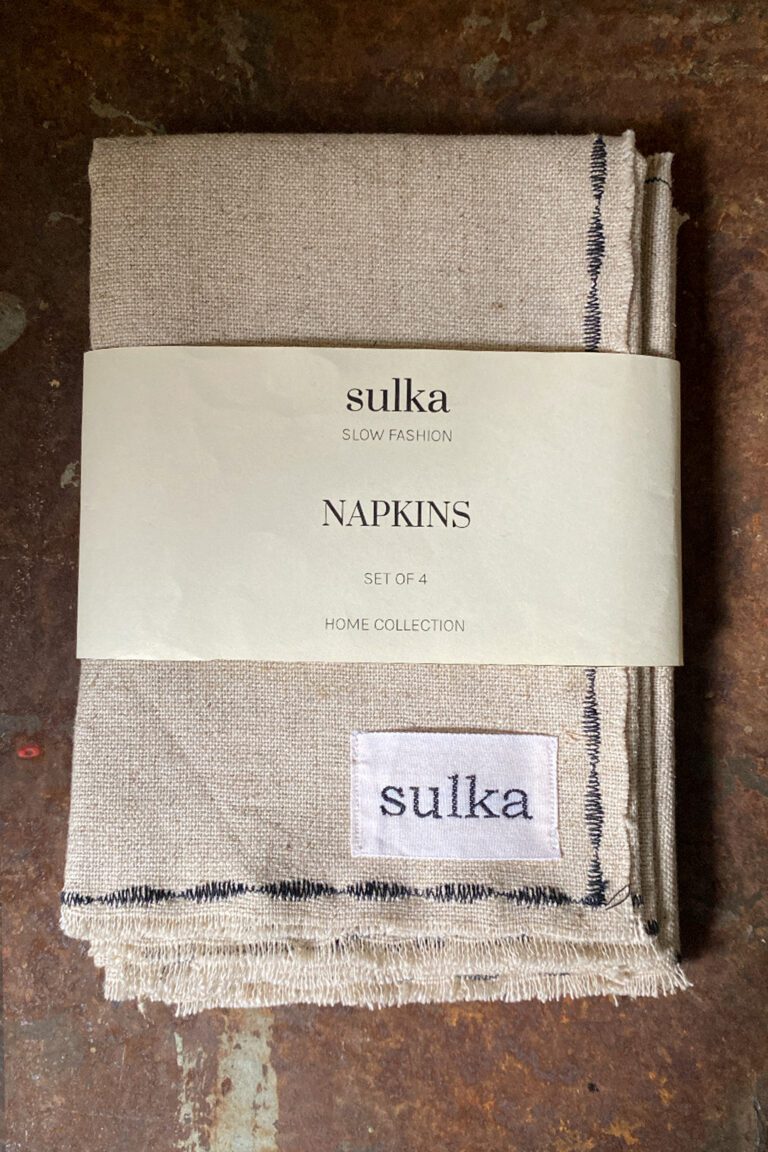 sulka
SLOW FASHION
NAPKINS
SET OF 4
HOME COLLECTION
sulka